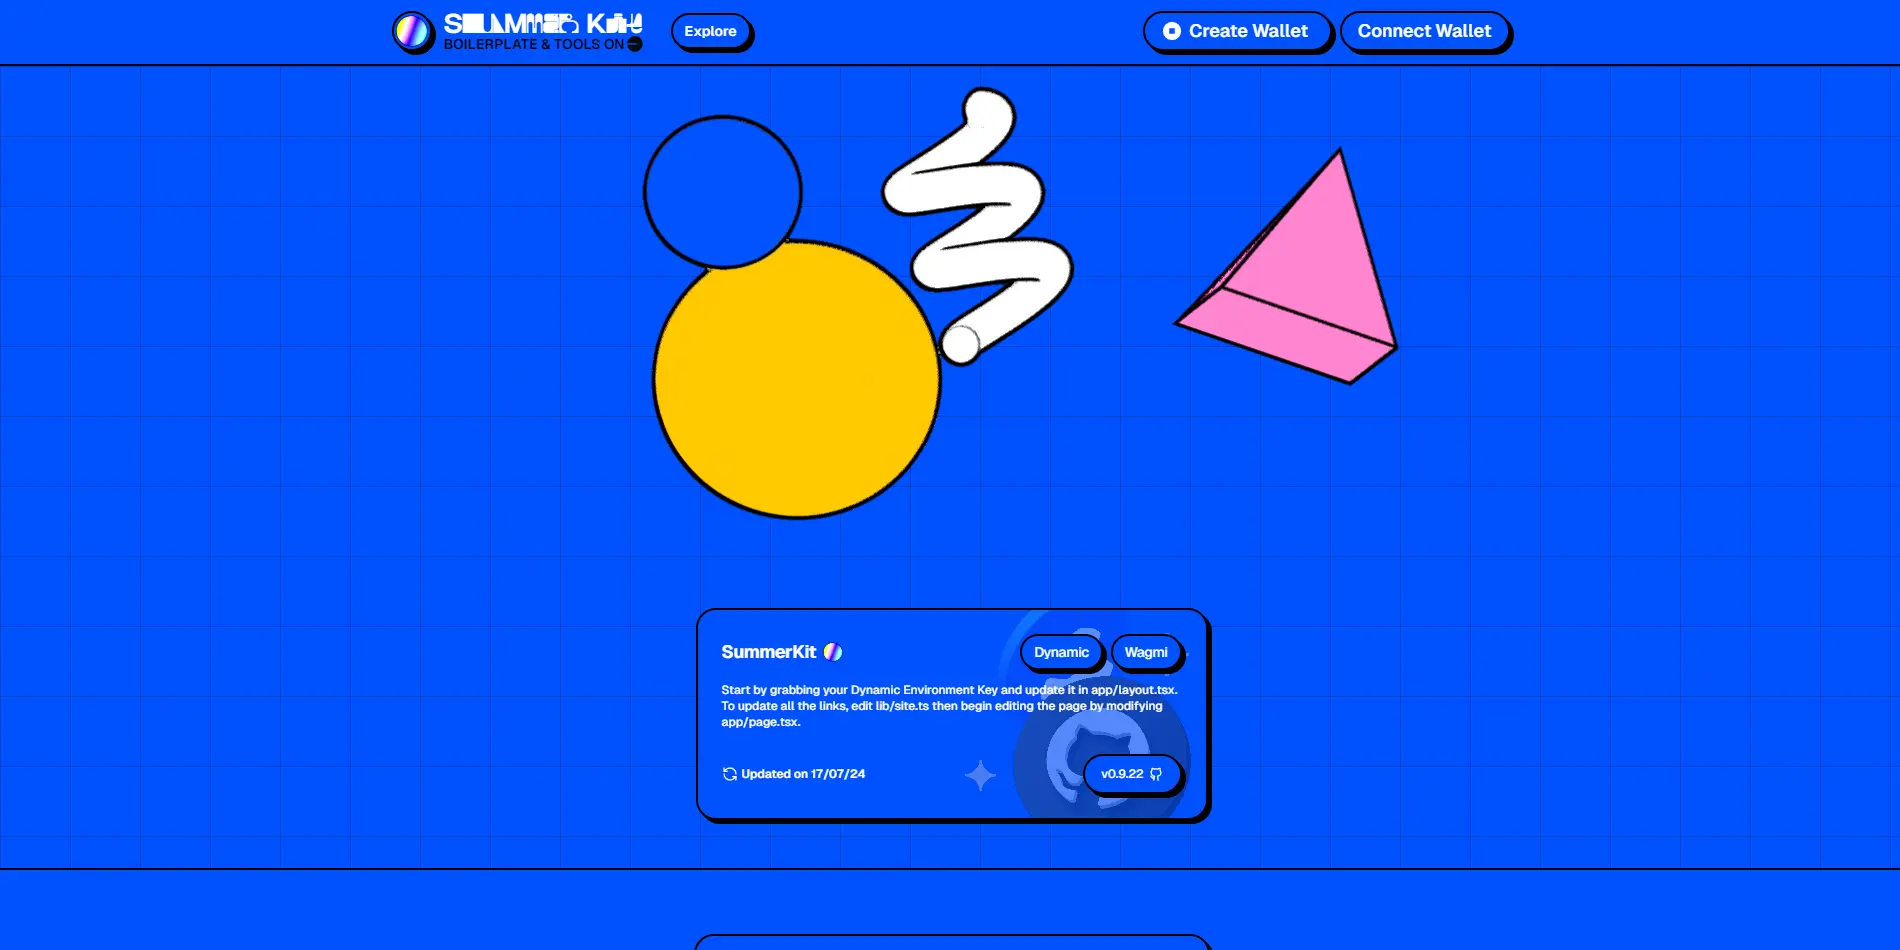 SUMMER KIT
BOILERPLATE & TOOLS ON
Explore
Create Wallet
Connect Wallet
SummerKit
Dynamic
Wagmi
Start by grabbing your Dynamic Environment Key and update it in app/layout.tsx.
To update all the links, edit lib/site.ts then begin editing the page by modifying
app/page.tsx.
Updated on 17/07/24
v0.9.22